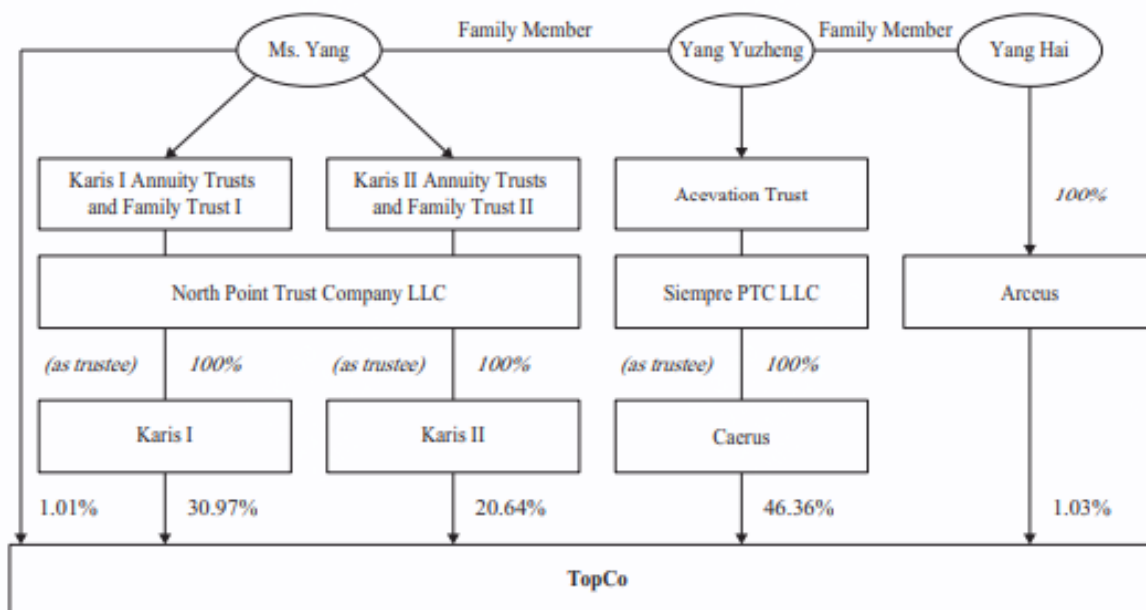 Ms. Yang
Family Member
Yang Yuzheng
Family Member
Yang Hai
Karis I Annuity Trusts
and Family Trust I
Karis II Annuity Trusts
and Family Trust II
Acevation Trust
100%
North Point Trust Company LLC
Siempre PTC LLC
Arceus
(as trustee)
100%
(as trustee)
100%
(as trustee)
100%
Karis I
Karis II
Caerus
1.01%
30.97%
20.64%
46.36%
1.03%
TopCo